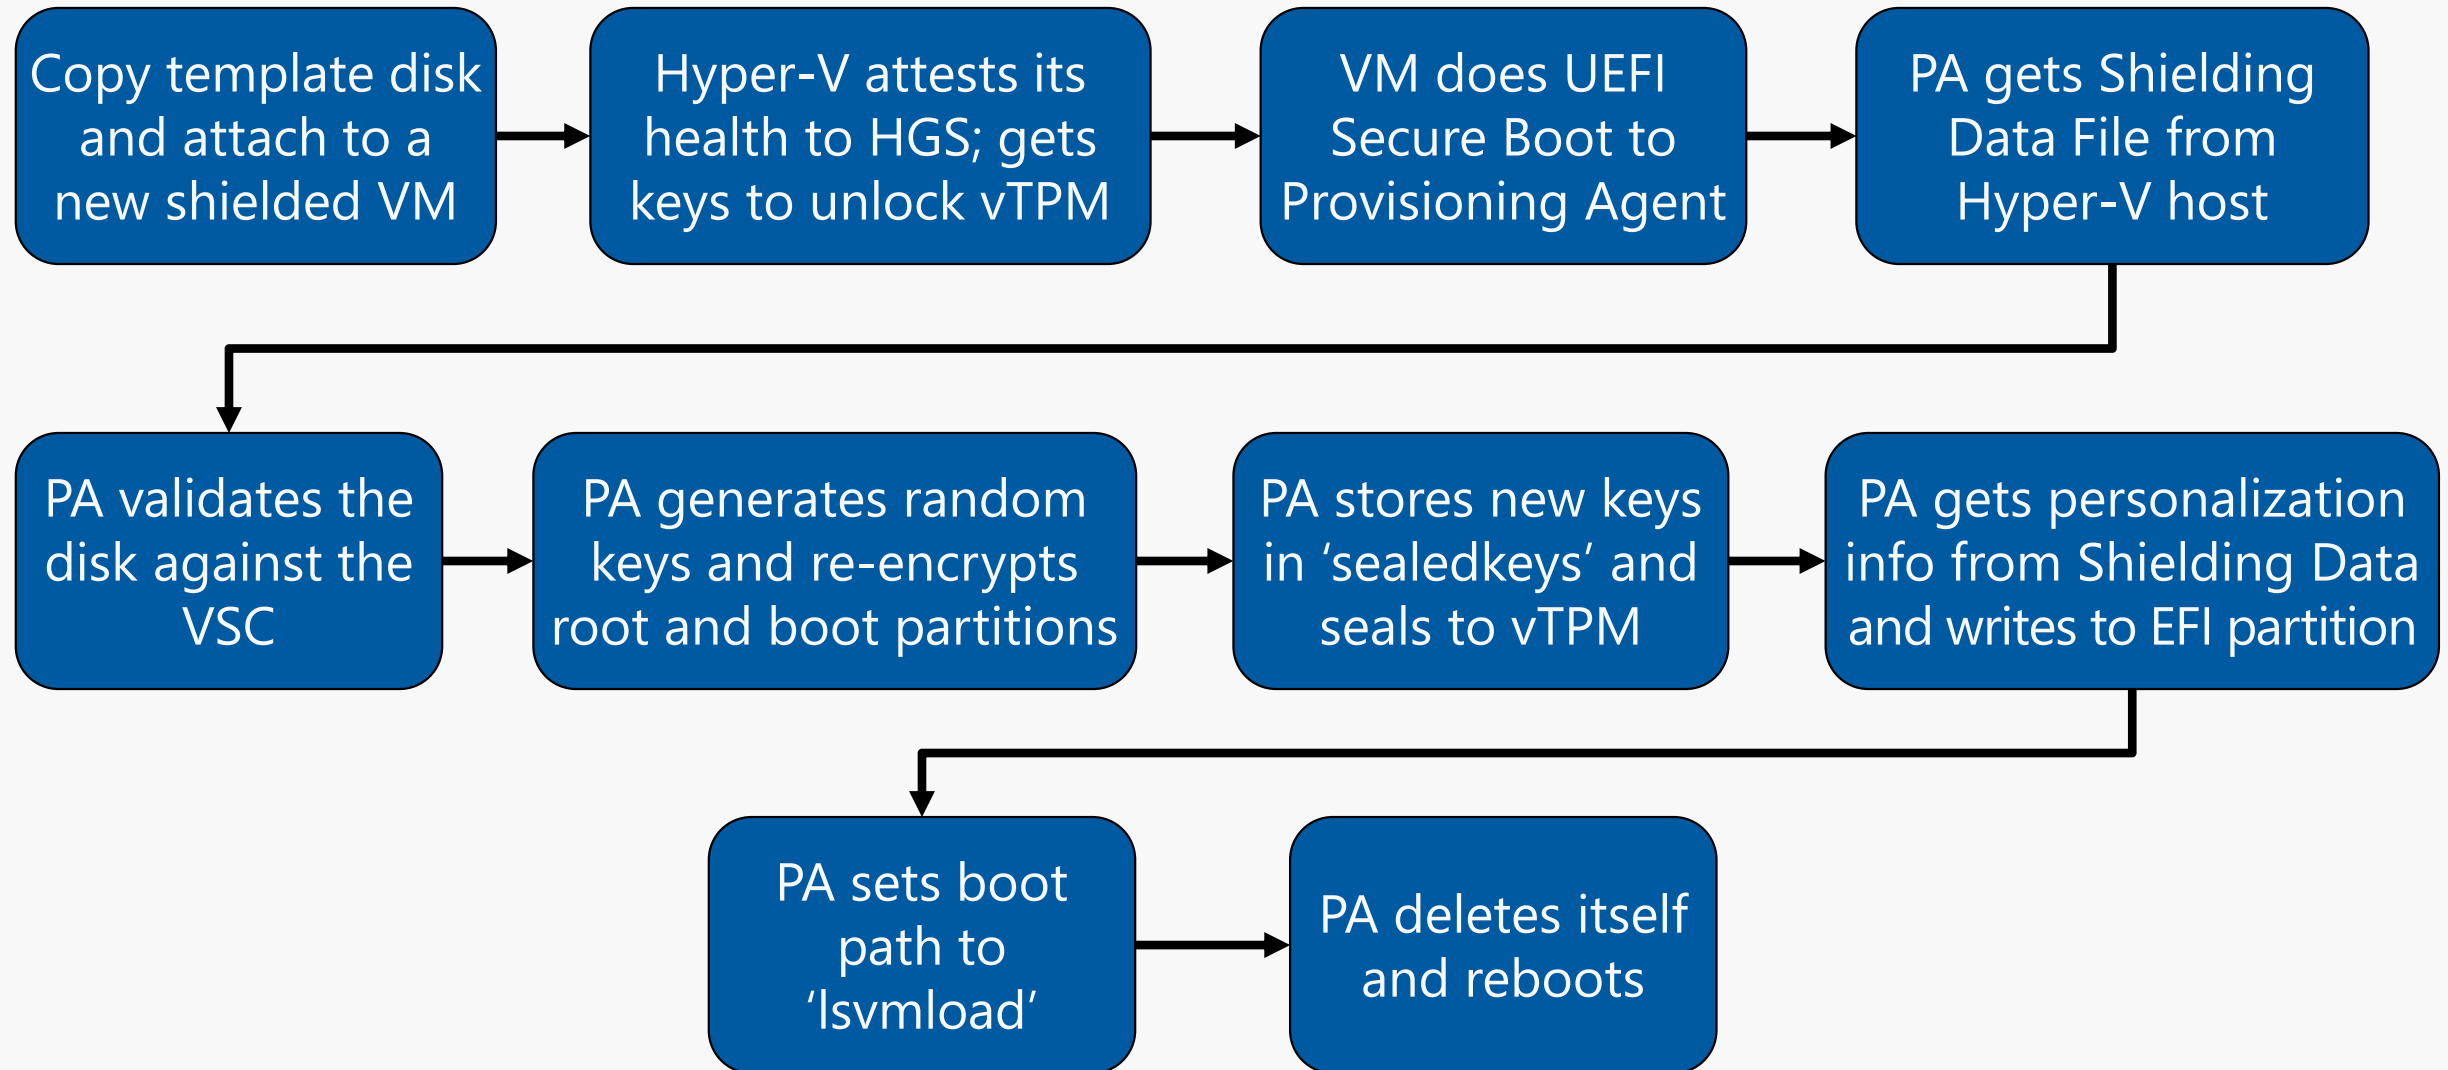 Copy template disk
and attach to a
new shielded VM
Hyper-V attests its
health to HGS; gets
keys to unlock vTPM
VM does UEFI
Secure Boot to
Provisioning Agent
PA gets Shielding
Data File from
Hyper-V host
PA validates the
disk against the
VSC
PA generates random
keys and re-encrypts
root and boot partitions
PA stores new keys
in ‘sealedkeys’ and
seals to vTPM
PA gets personalization
info from Shielding Data
and writes to EFI partition
PA sets boot
path to
‘lsvmload’
PA deletes itself
and reboots